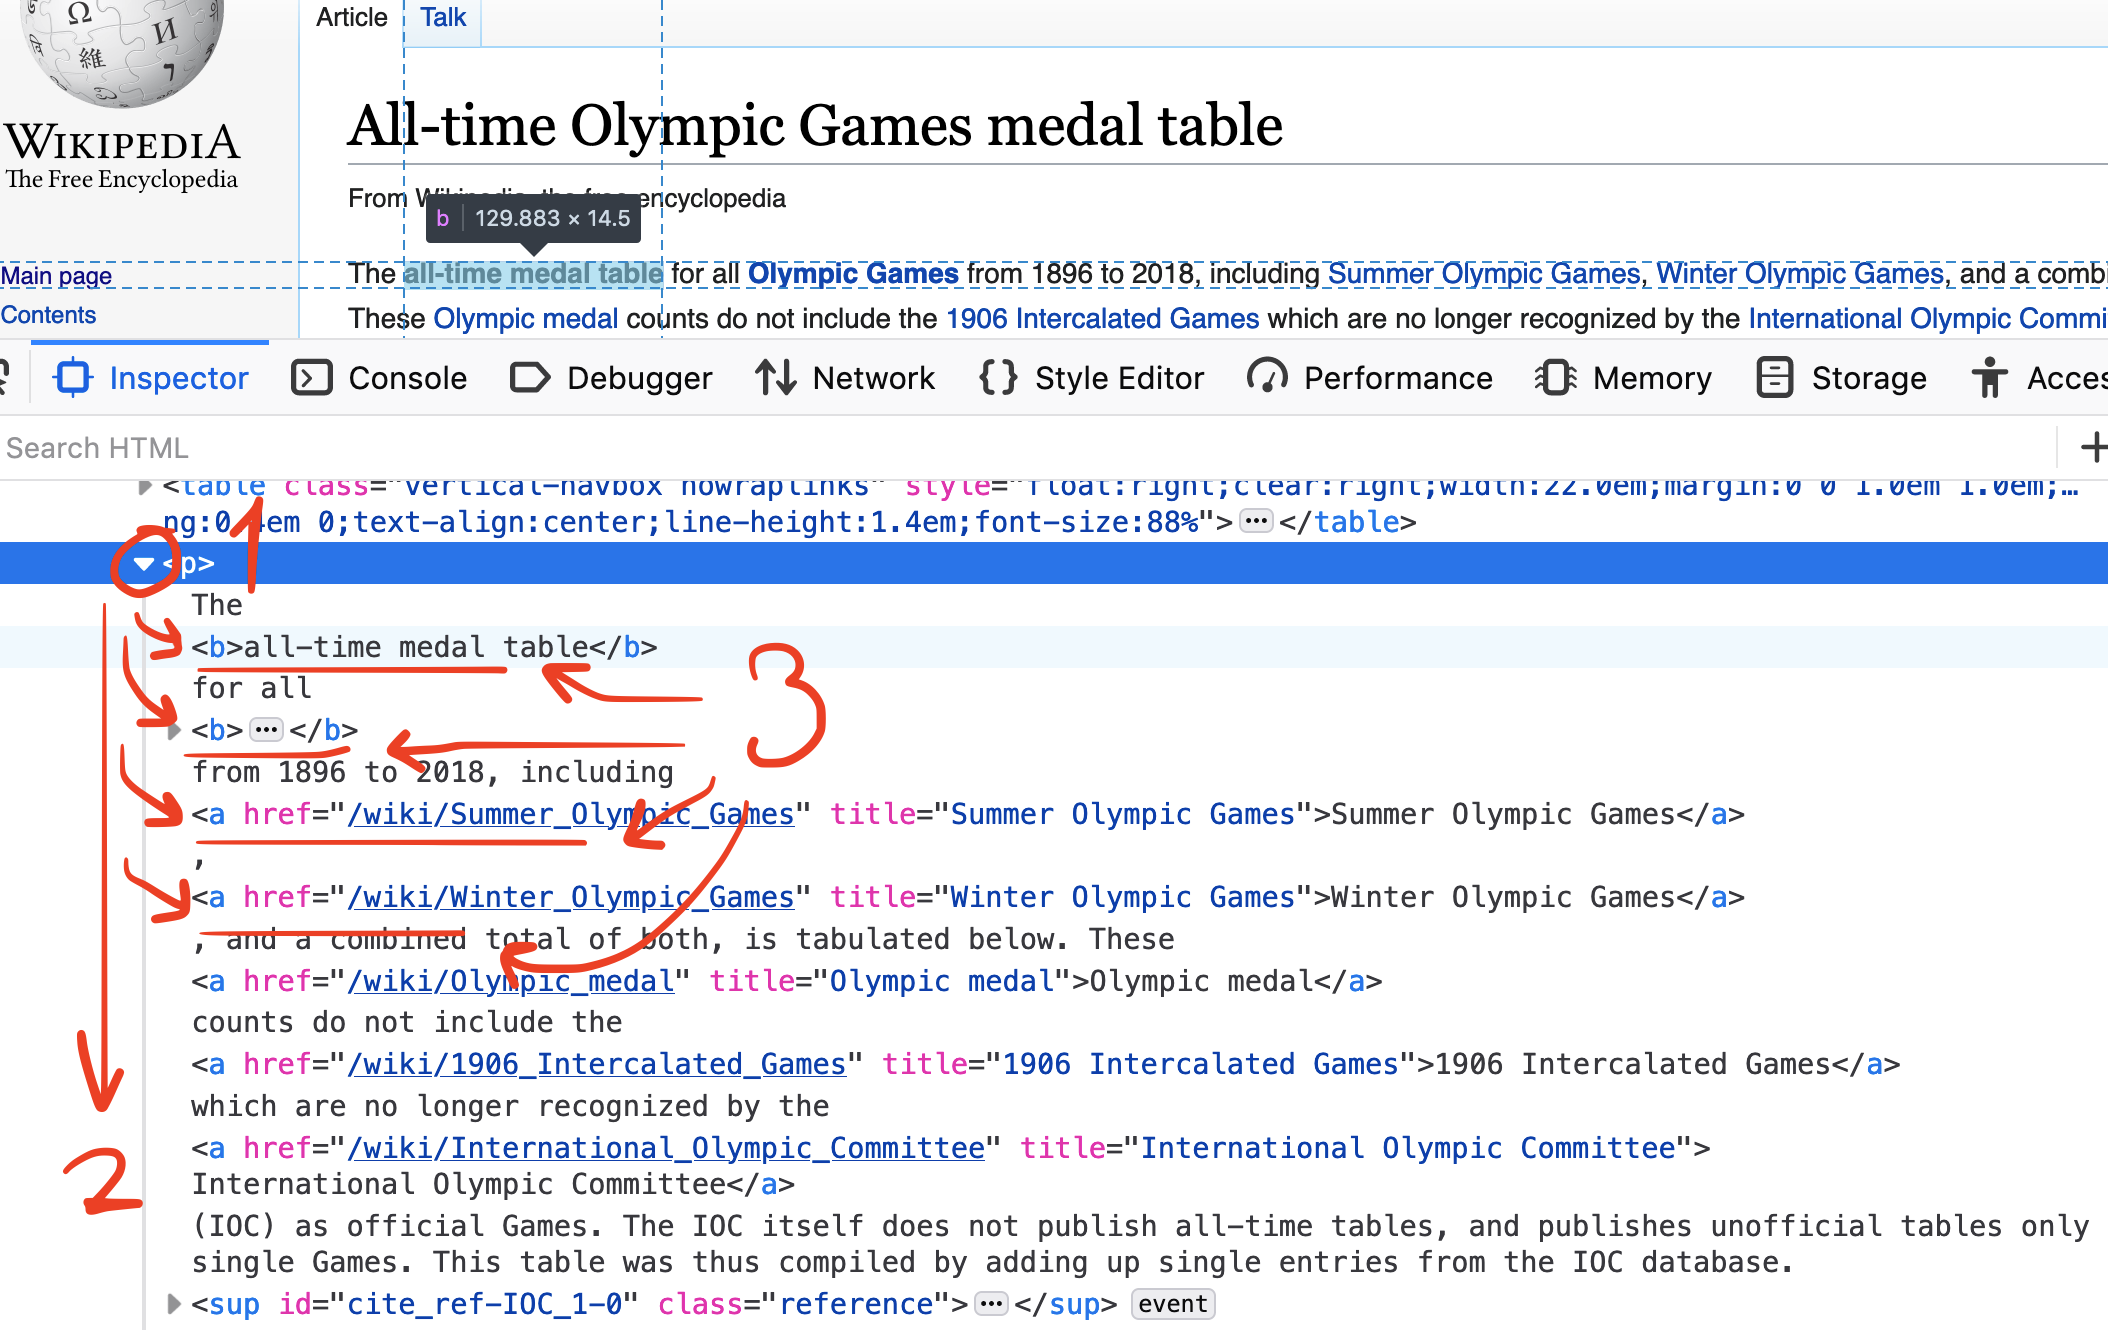 Ω
И
維
WIKIPEDIA
The Free Encyclopedia
Main page
Contents
Article Talk
All-time Olympic Games medal table
From Wikipedia, the free encyclopedia
b 129.883 × 14.5
The all-time medal table for all Olympic Games from 1896 to 2018, including Summer Olympic Games, Winter Olympic Games, and a combi
These Olympic medal counts do not include the 1906 Intercalated Games which are no longer recognized by the International Olympic Commi
Inspector Console Debugger Network Style Editor Performance Memory Storage Acces
Search HTML +
<table class="vertical-navbox nowraplinks" style="float:right;clear:right;width:22.0em;margin:0 0 1.0em 1.0em;…
ng:0.4em 0;text-align:center;line-height:1.4em;font-size:88%">…</table>
1
<p>
The
<b>all-time medal table</b>
3
for all
<b>…</b>
from 1896 to 2018, including
<a href="/wiki/Summer_Olympic_Games" title="Summer Olympic Games">Summer Olympic Games</a>
,
<a href="/wiki/Winter_Olympic_Games" title="Winter Olympic Games">Winter Olympic Games</a>
, and a combined total of both, is tabulated below. These
<a href="/wiki/Olympic_medal" title="Olympic medal">Olympic medal</a>
counts do not include the
<a href="/wiki/1906_Intercalated_Games" title="1906 Intercalated Games">1906 Intercalated Games</a>
which are no longer recognized by the
<a href="/wiki/International_Olympic_Committee" title="International Olympic Committee">
2
International Olympic Committee</a>
(IOC) as official Games. The IOC itself does not publish all-time tables, and publishes unofficial tables only
single Games. This table was thus compiled by adding up single entries from the IOC database.
<sup id="cite_ref-IOC_1-0" class="reference">…</sup> event